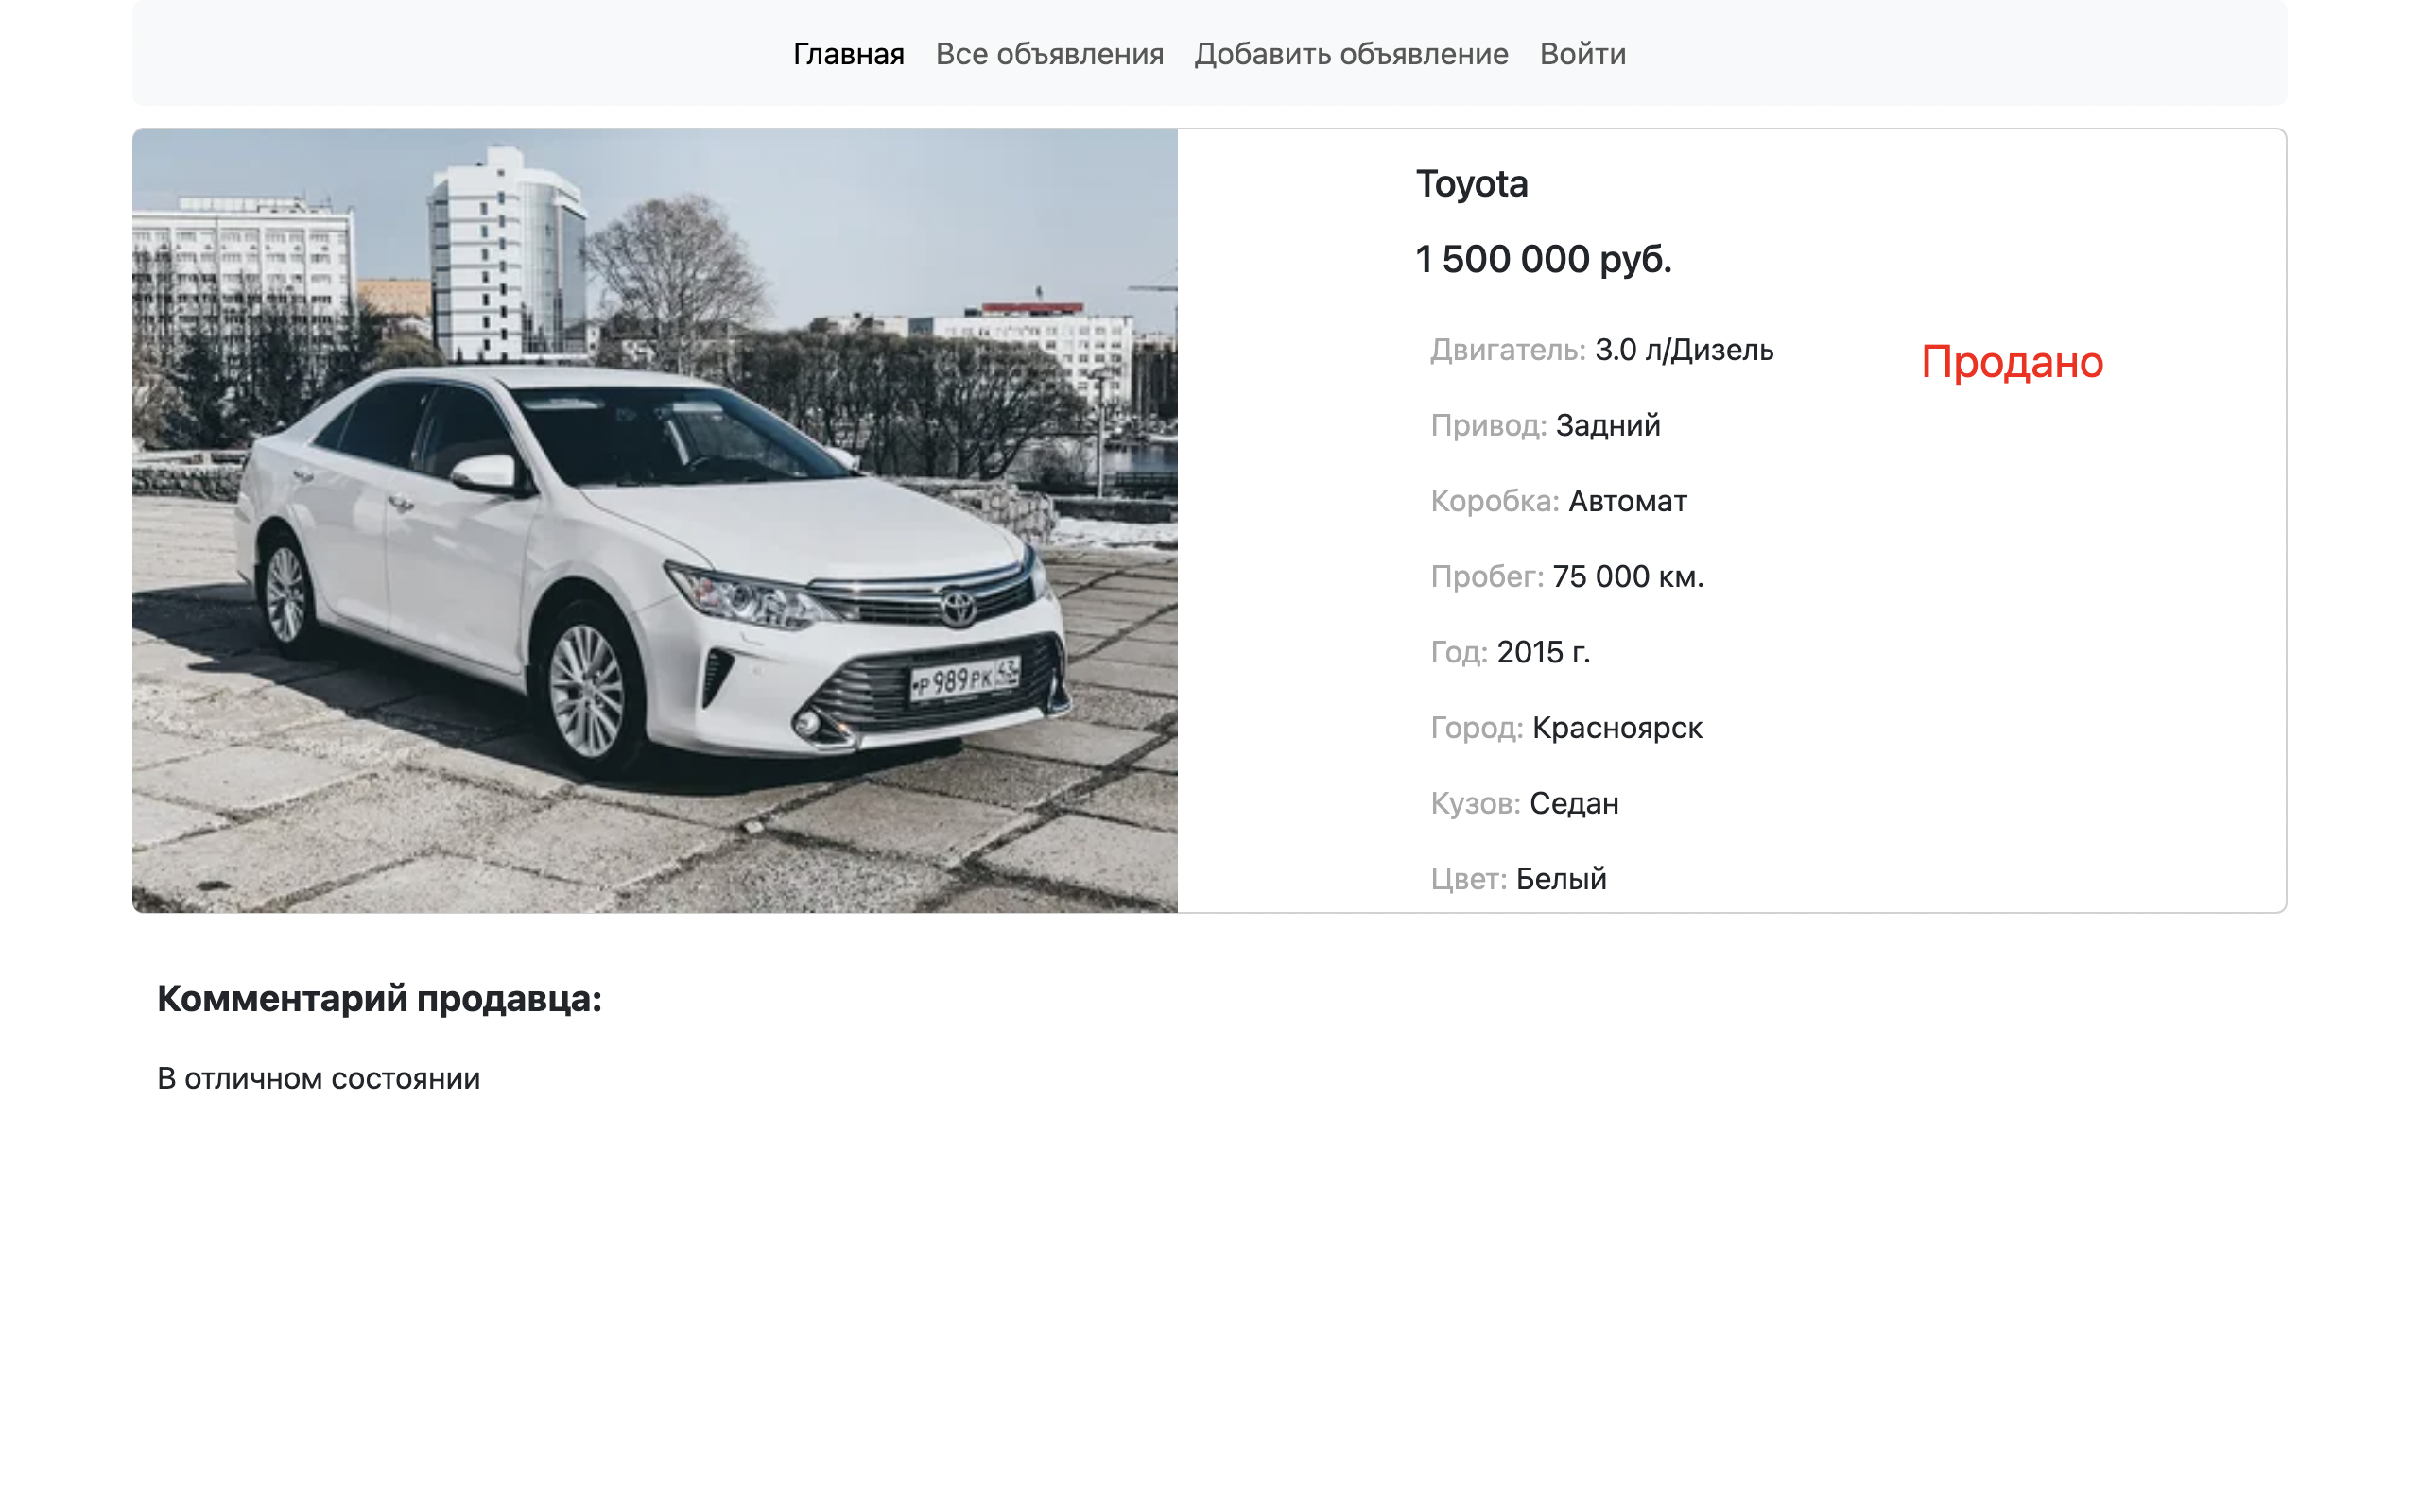 Главная Все объявления Добавить объявление Войти
Toyota
1 500 000 руб.
Двигатель: 3.0 л/Дизель
Продано
Привод: Задний
Коробка: Автомат
Пробег: 75 000 км.
Год: 2015 г.
Город: Красноярск
Кузов: Седан
Цвет: Белый
Р 989 РК 43
Комментарий продавца:
В отличном состоянии